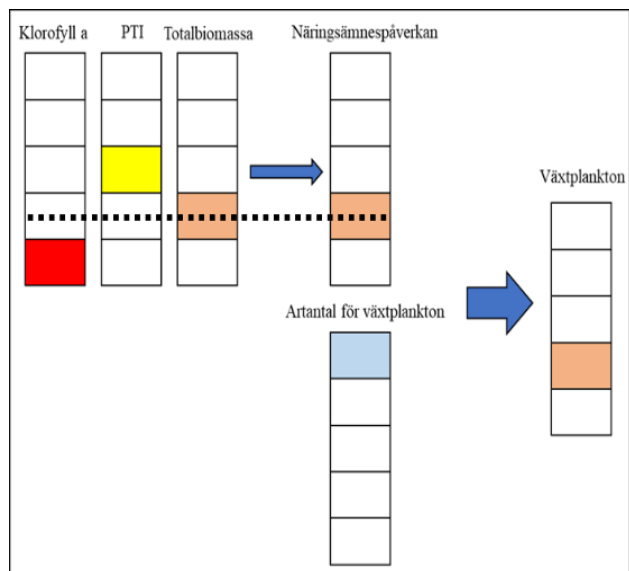 Klorofyll a
PTI
Totalbiomassa
Näringsämnespåverkan
Växtplankton
Artantal för växtplankton